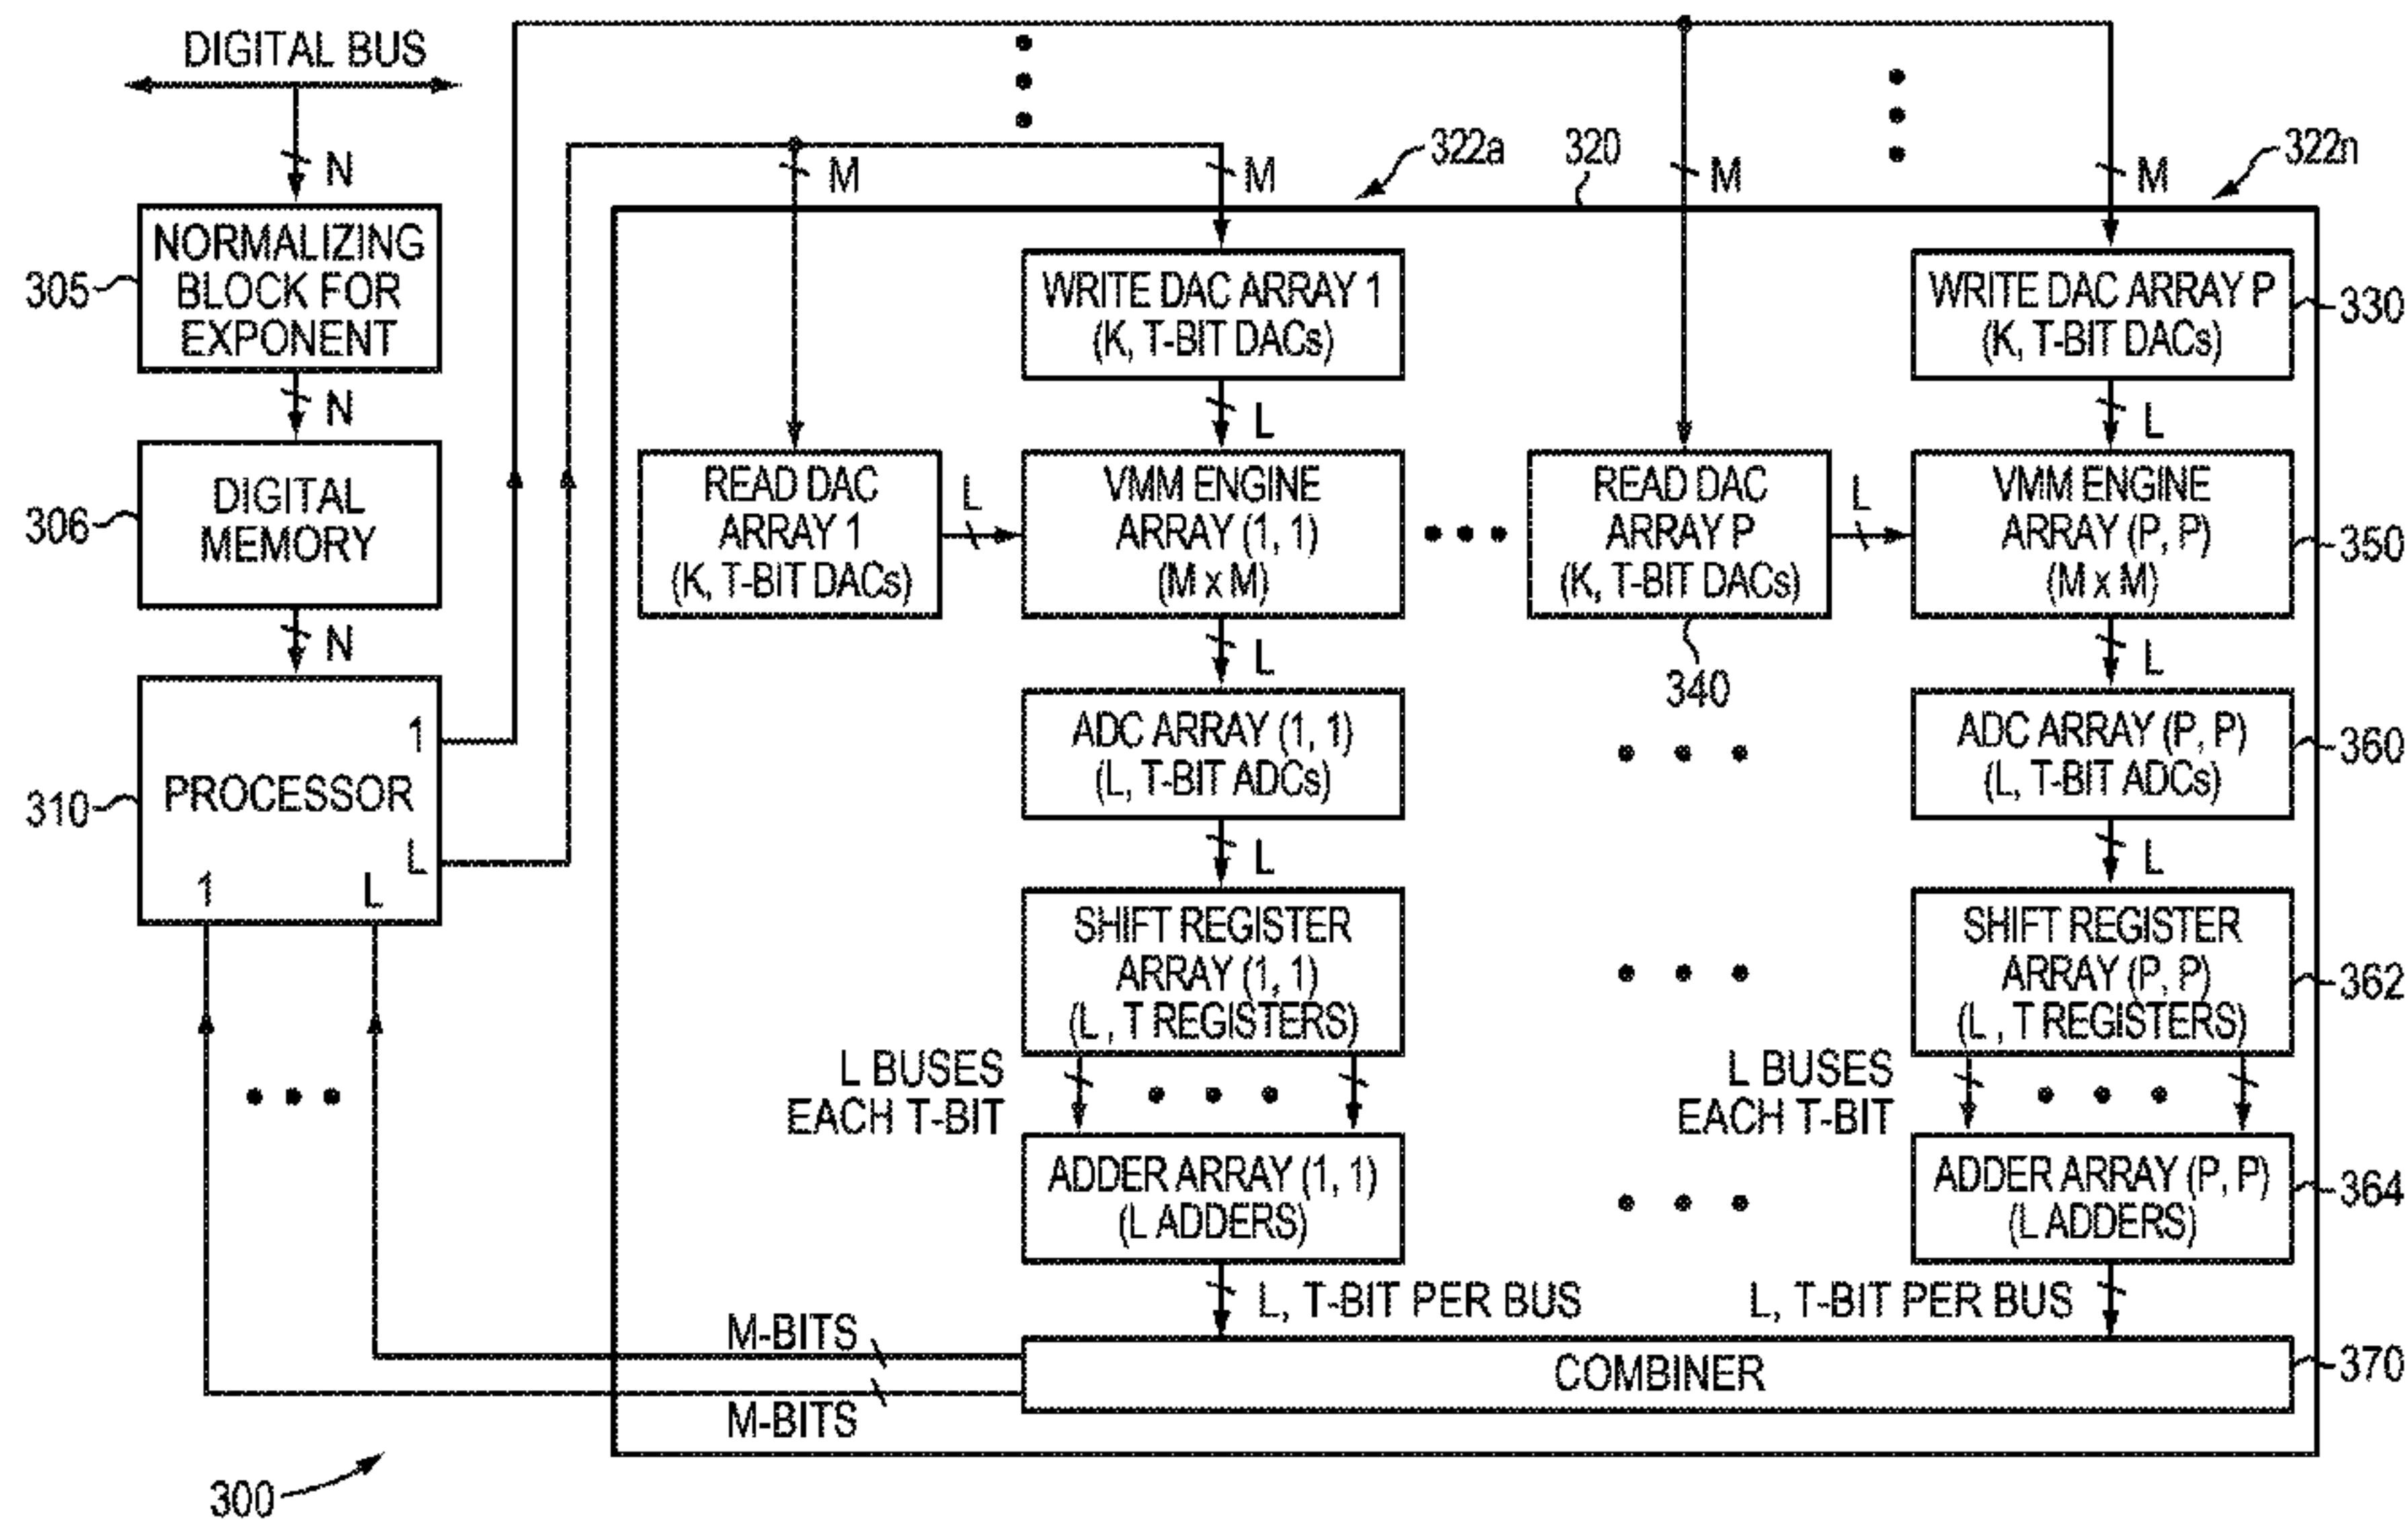 DIGITAL BUS
N
NORMALIZING
BLOCK FOR
EXPONENT
305
N
DIGITAL
MEMORY
306
N
PROCESSOR
1
L
1
L
310
M
M
322a
320
M
M
322n
WRITE DAC ARRAY 1
(K, T-BIT DACs)
WRITE DAC ARRAY P
(K, T-BIT DACs)
330
L
L
READ DAC
ARRAY 1
(K, T-BIT DACs)
L
VMM ENGINE
ARRAY (1, 1)
(M x M)
READ DAC
ARRAY P
(K, T-BIT DACs)
340
L
VMM ENGINE
ARRAY (P, P)
(M x M)
350
L
L
ADC ARRAY (1, 1)
(L, T-BIT ADCs)
ADC ARRAY (P, P)
(L, T-BIT ADCs)
360
L
L
SHIFT REGISTER
ARRAY (1, 1)
(L , T REGISTERS)
SHIFT REGISTER
ARRAY (P, P)
(L , T REGISTERS)
362
L BUSES
EACH T-BIT
L BUSES
EACH T-BIT
ADDER ARRAY (1, 1)
(L ADDERS)
ADDER ARRAY (P, P)
(L ADDERS)
364
L, T-BIT PER BUS
L, T-BIT PER BUS
M-BITS
M-BITS
COMBINER
370
300